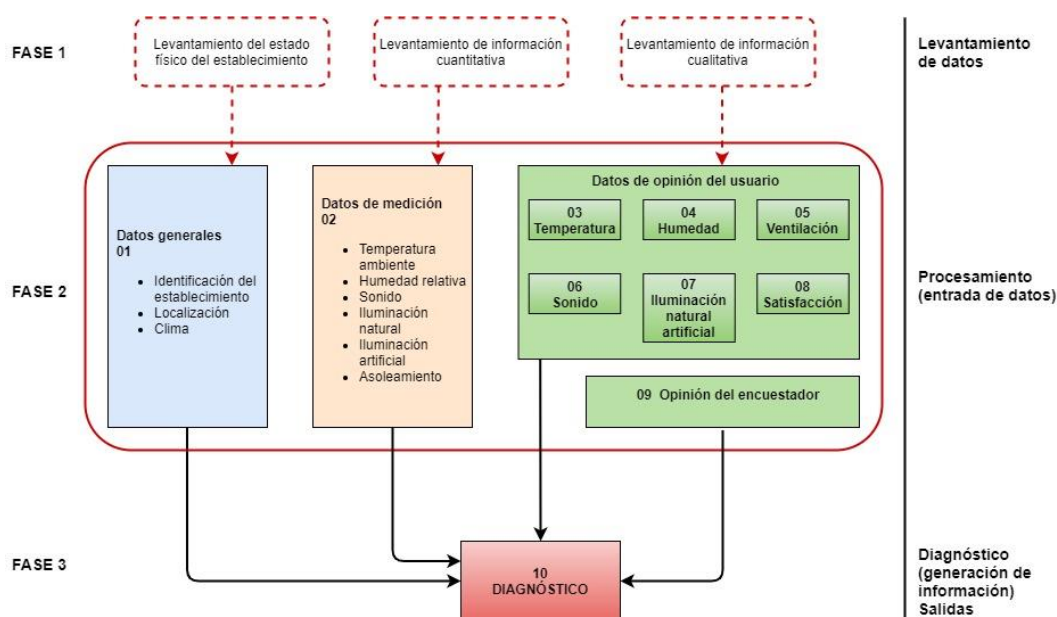 FASE 1
Levantamiento del estado
físico del establecimiento
Levantamiento de información
cuantitativa
Levantamiento de información
cualitativa
Levantamiento
de datos
FASE 2
Datos generales
01
• Identificación del
establecimiento
• Localización
• Clima
Datos de medición
02
• Temperatura
ambiente
• Humedad relativa
• Sonido
• Iluminación
natural
• Iluminación
artificial
• Asoleamiento
Datos de opinión del usuario
03
Temperatura
04
Humedad
05
Ventilación
06
Sonido
07
Iluminación
natural
artificial
08
Satisfacción
09 Opinión del encuestador
Procesamiento
(entrada de datos)
FASE 3
10
DIAGNÓSTICO
Diagnóstico
(generación de
información)
Salidas